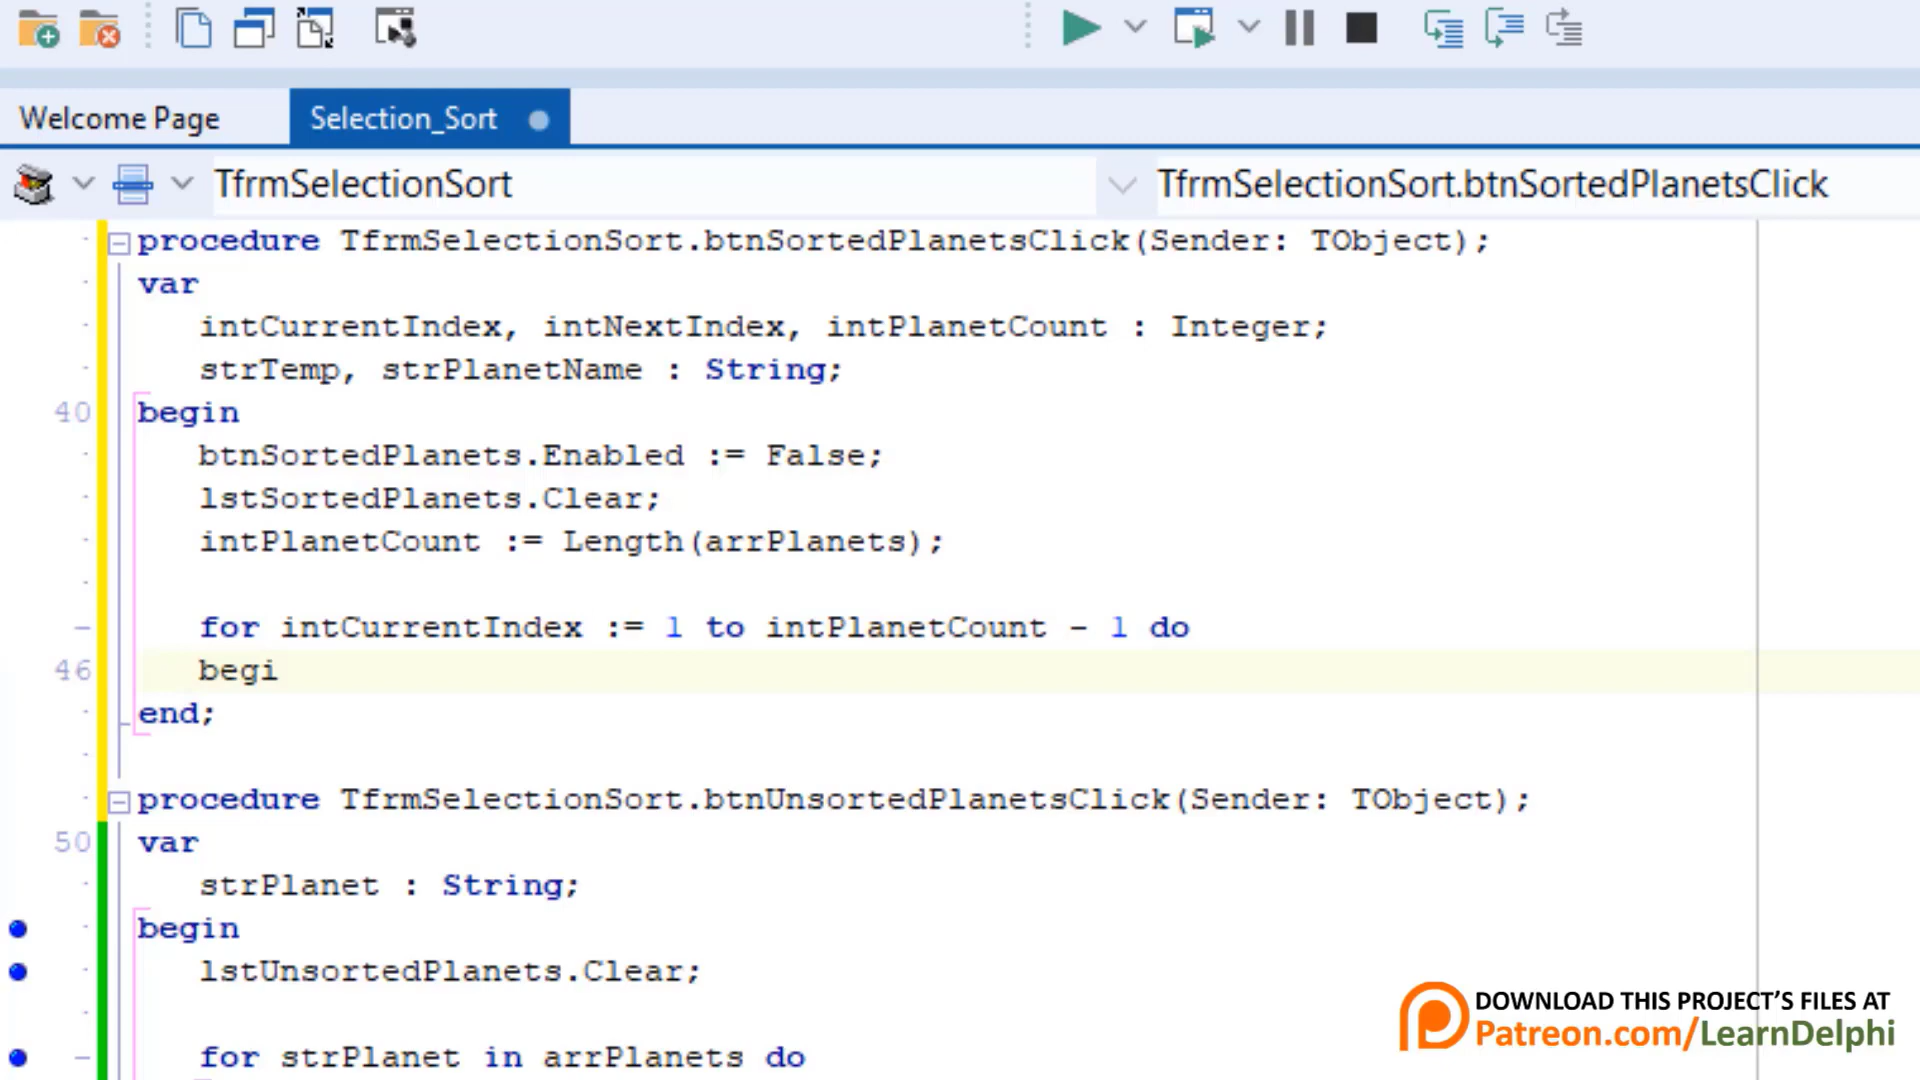 Welcome Page
Selection_Sort
TfrmSelectionSort
TfrmSelectionSort.btnSortedPlanetsClick
procedure TfrmSelectionSort.btnSortedPlanetsClick(Sender: TObject);
var
intCurrentIndex, intNextIndex, intPlanetCount : Integer;
strTemp, strPlanetName : String;
40 begin
btnSortedPlanets.Enabled := False;
lstSortedPlanets.Clear;
intPlanetCount := Length(arrPlanets);
for intCurrentIndex := 1 to intPlanetCount - 1 do
46 begi
end;
procedure TfrmSelectionSort.btnUnsortedPlanetsClick(Sender: TObject);
50 var
strPlanet : String;
begin
lstUnsortedPlanets.Clear;
for strPlanet in arrPlanets do
DOWNLOAD THIS PROJECT'S FILES AT
Patreon.com/LearnDelphi